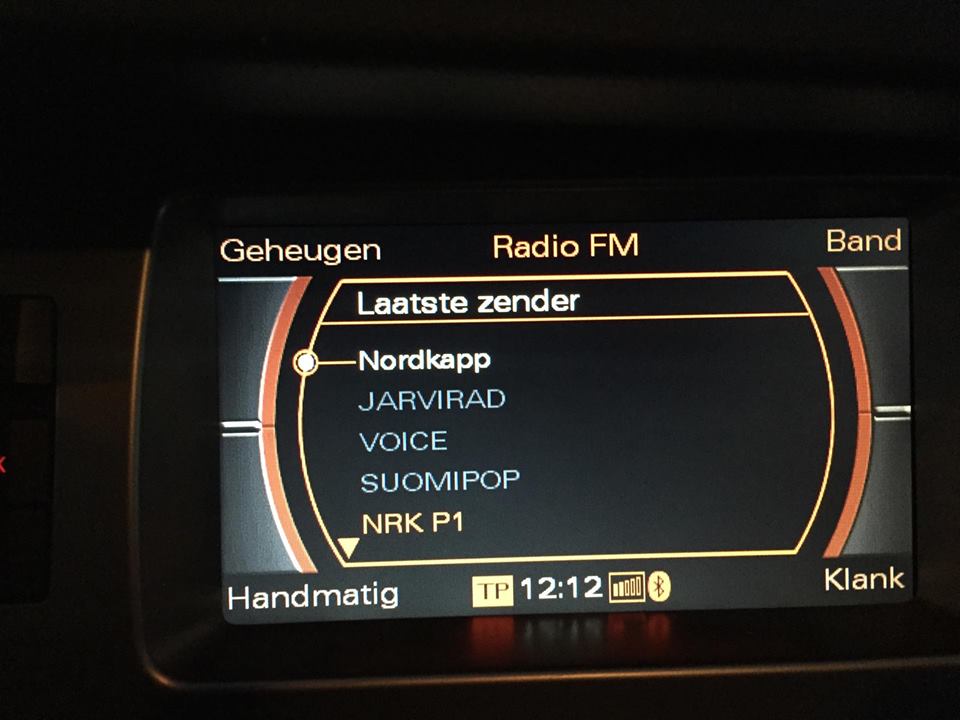 Geheugen Radio FM Band
Laatste zender
Nordkapp
JARVIRAD
VOICE
SUOMIPOP
NRK P1
Handmatig TP 12:12 Klank